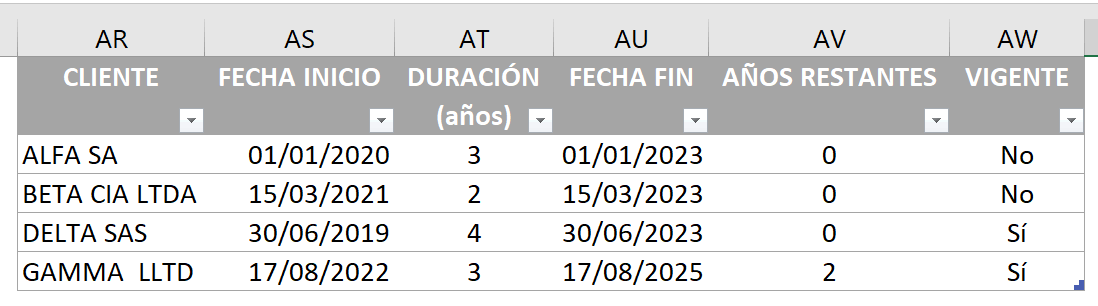 AR AS AT AU AV AW
CLIENTE FECHA INICIO DURACIÓN FECHA FIN AÑOS RESTANTES VIGENTE
(años)
ALFA SA 01/01/2020 3 01/01/2023 0 No
BETA CIA LTDA 15/03/2021 2 15/03/2023 0 No
DELTA SAS 30/06/2019 4 30/06/2023 0 Sí
GAMMA  LLTD 17/08/2022 3 17/08/2025 2 Sí